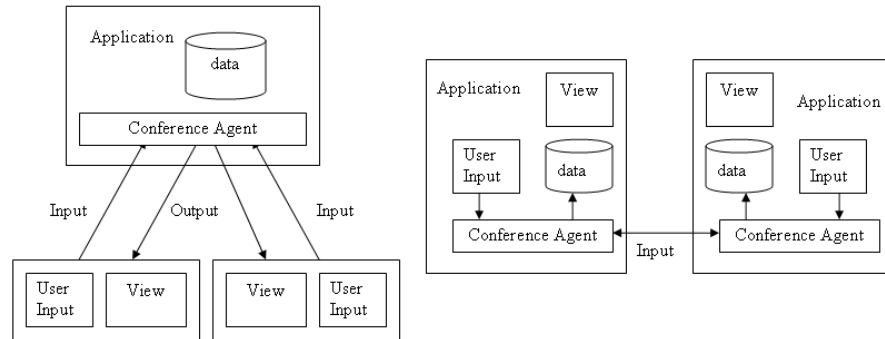 Application
data
Conference Agent
Input
Output
Input
User
Input
View
View
User
Input
Application
View
User
Input
data
Conference Agent
Input
View
Application
data
User
Input
Conference Agent